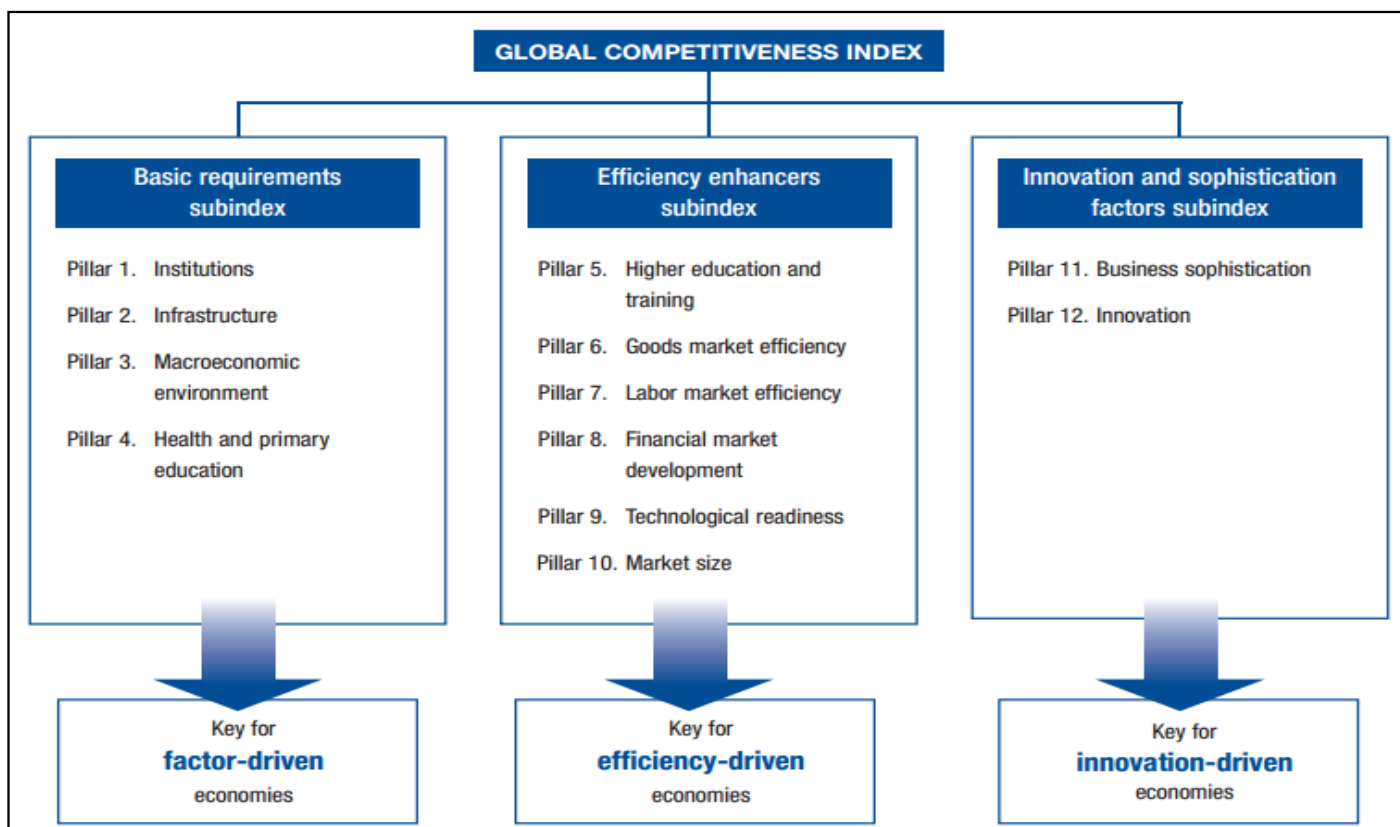 GLOBAL COMPETITIVENESS INDEX
Basic requirements
subindex
Pillar 1. Institutions
Pillar 2. Infrastructure
Pillar 3. Macroeconomic
environment
Pillar 4. Health and primary
education
Key for
factor-driven
economies
Efficiency enhancers
subindex
Pillar 5. Higher education and
training
Pillar 6. Goods market efficiency
Pillar 7. Labor market efficiency
Pillar 8. Financial market
development
Pillar 9. Technological readiness
Pillar 10. Market size
Key for
efficiency-driven
economies
Innovation and sophistication
factors subindex
Pillar 11. Business sophistication
Pillar 12. Innovation
Key for
innovation-driven
economies